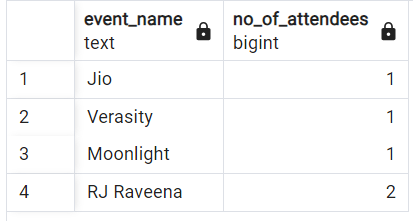 event_name no_of_attendees
text bigint
1 Jio 1
2 Verasity 1
3 Moonlight 1
4 RJ Raveena 2